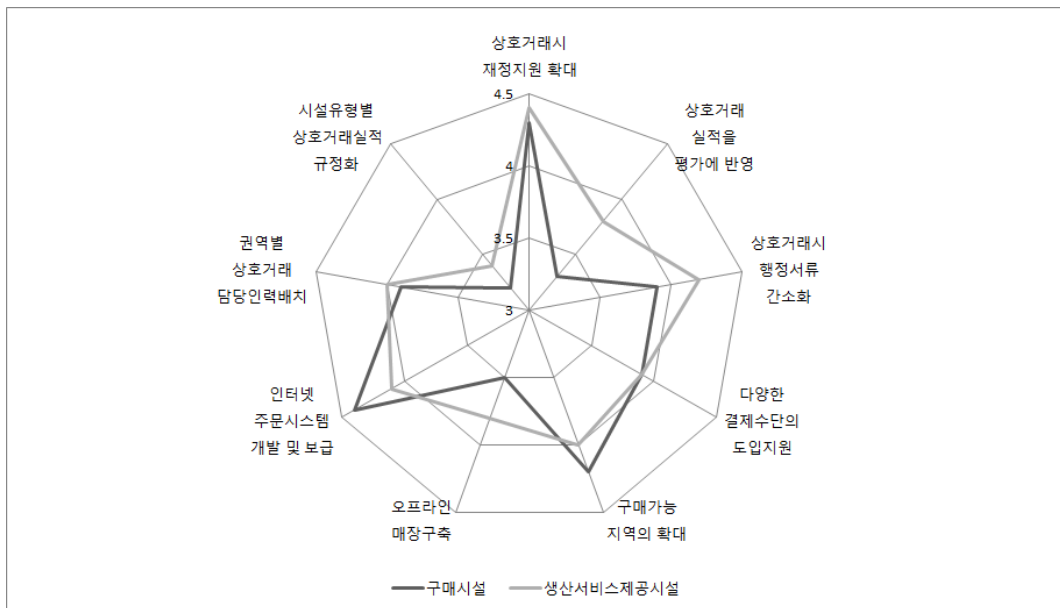 상호거래시
재정지원 확대
4.5
상호거래
실적을
평가에 반영
시설유형별
상호거래실적
규정화
4
3.5
상호거래시
행정서류
간소화
권역별
상호거래
담당인력배치
3
다양한
결제수단의
도입지원
인터넷
주문시스템
개발 및 보급
구매가능
지역의 확대
오프라인
매장구축
구매시설
생산서비스제공시설